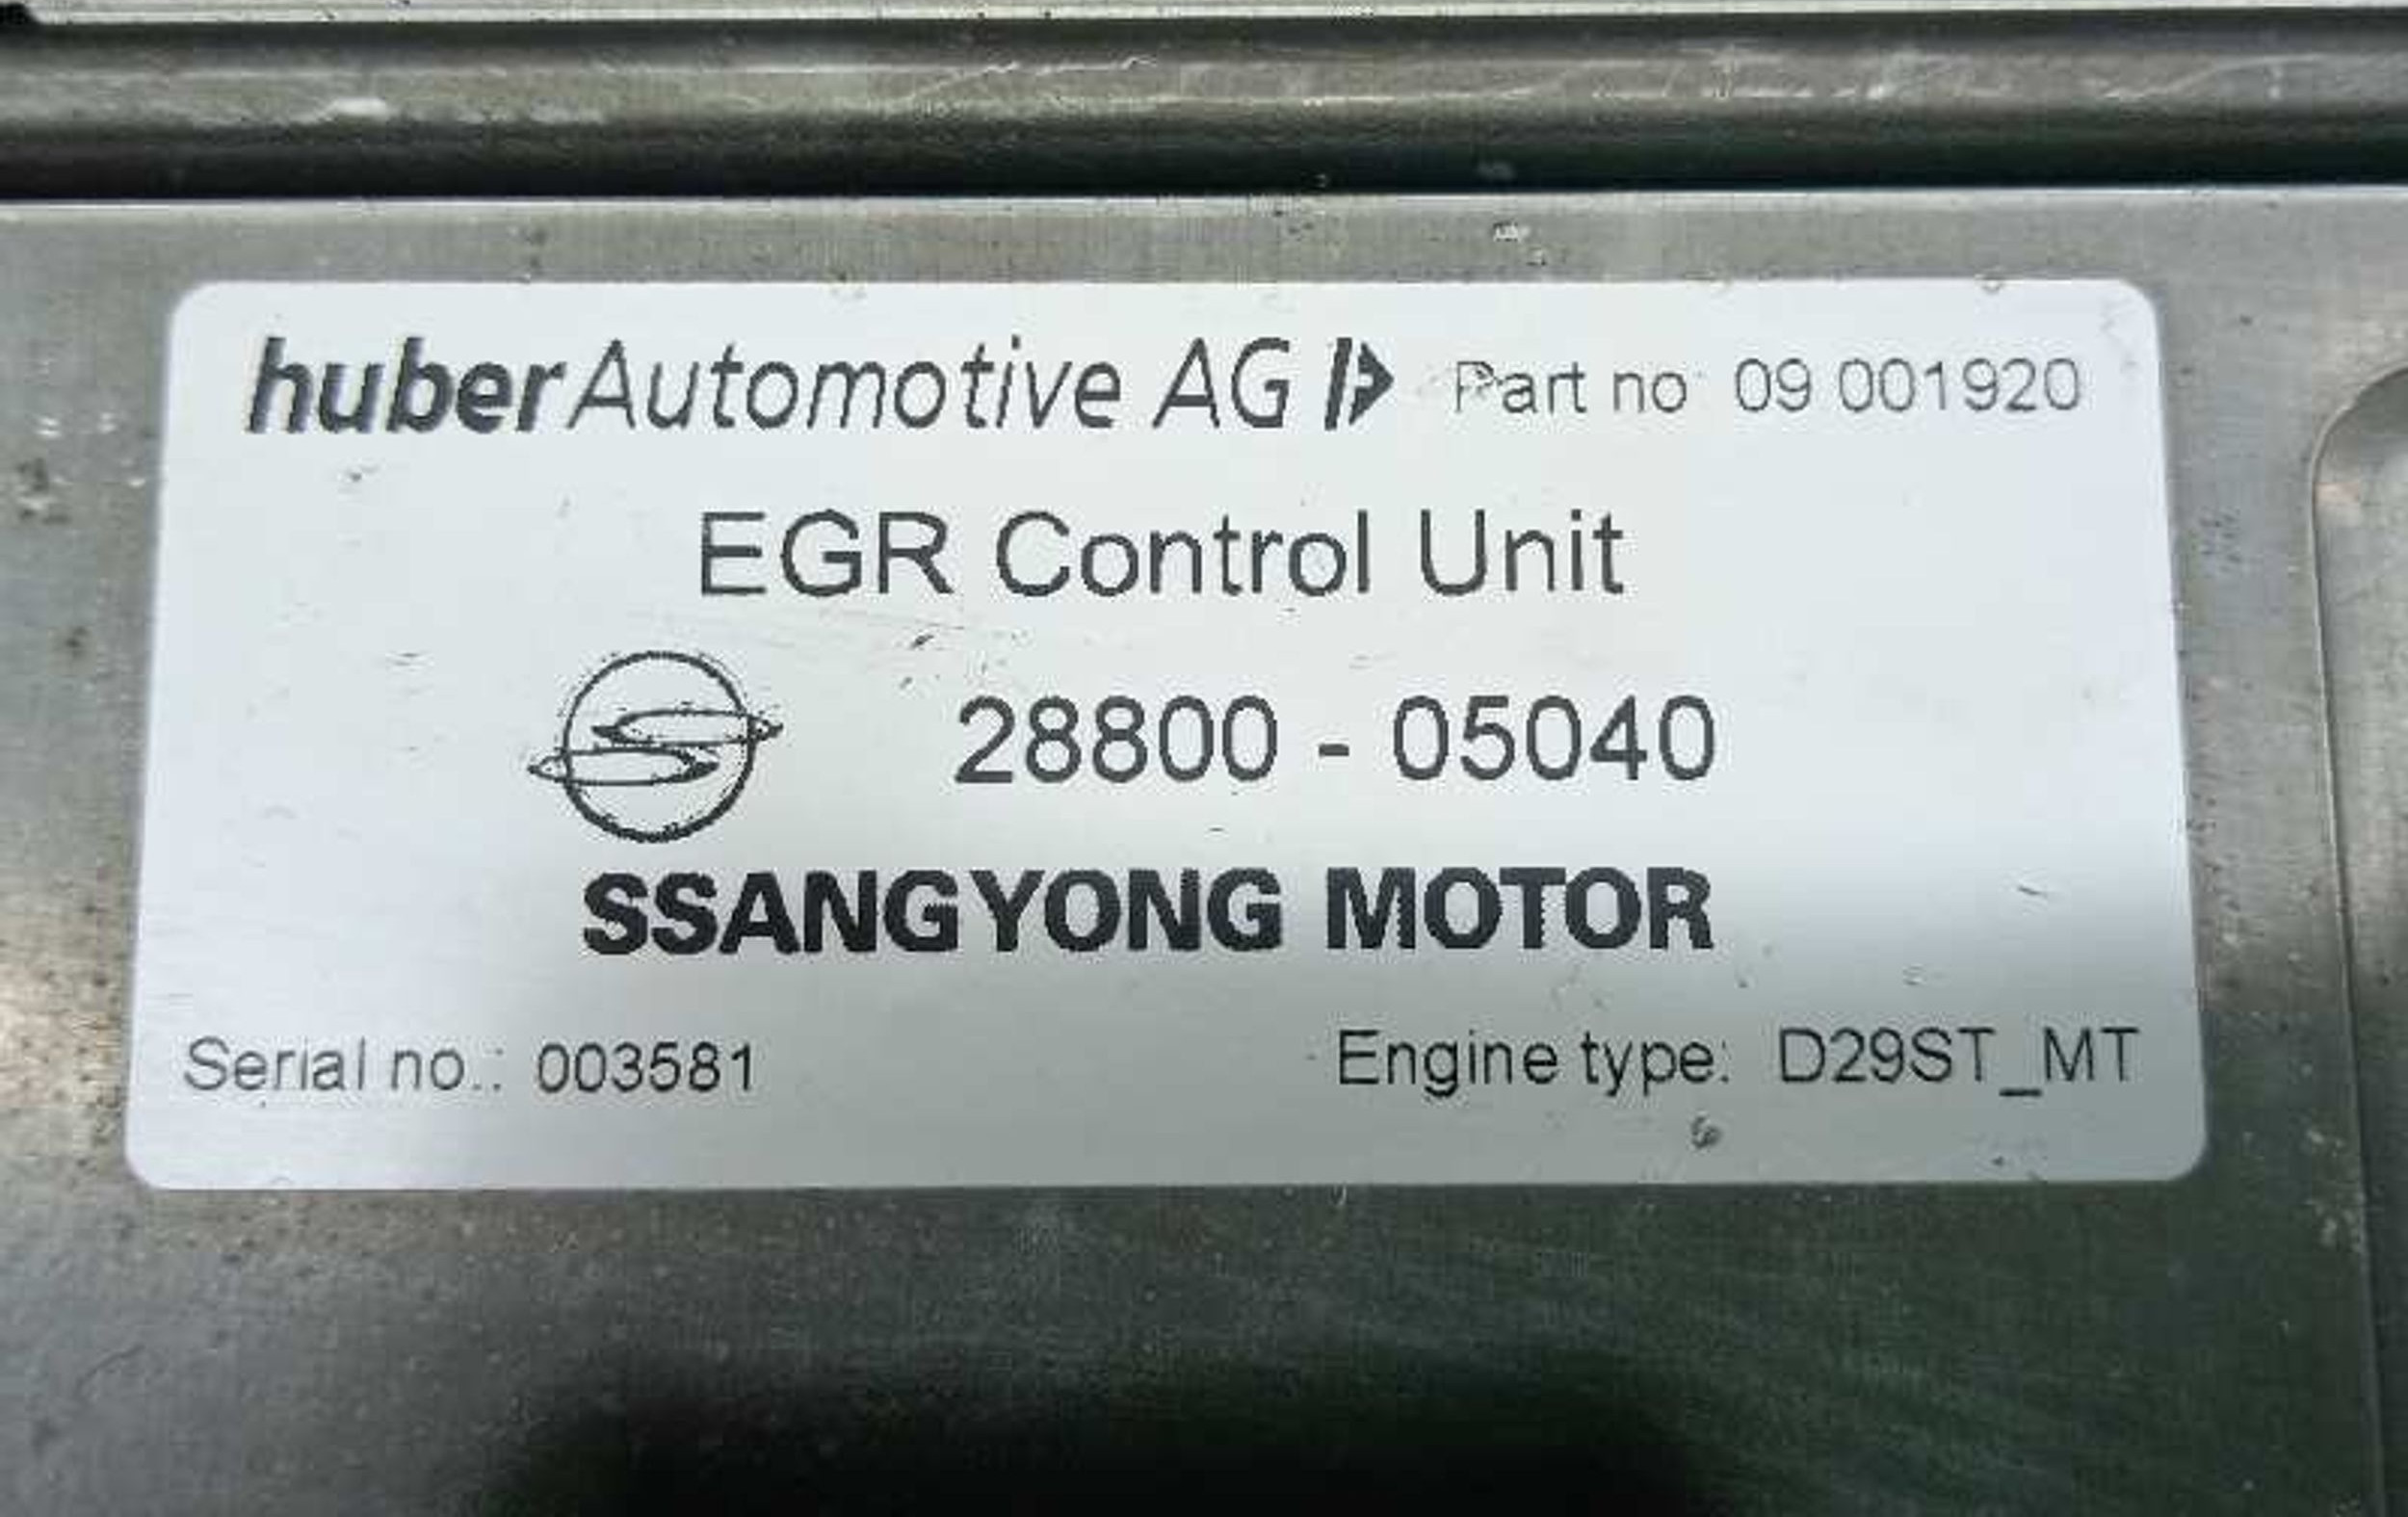 huber Automotive AG Part no 09 001920
EGR Control Unit
28800 - 05040
SSANGYONG MOTOR
Serial no.: 003581 Engine type: D29ST_MT